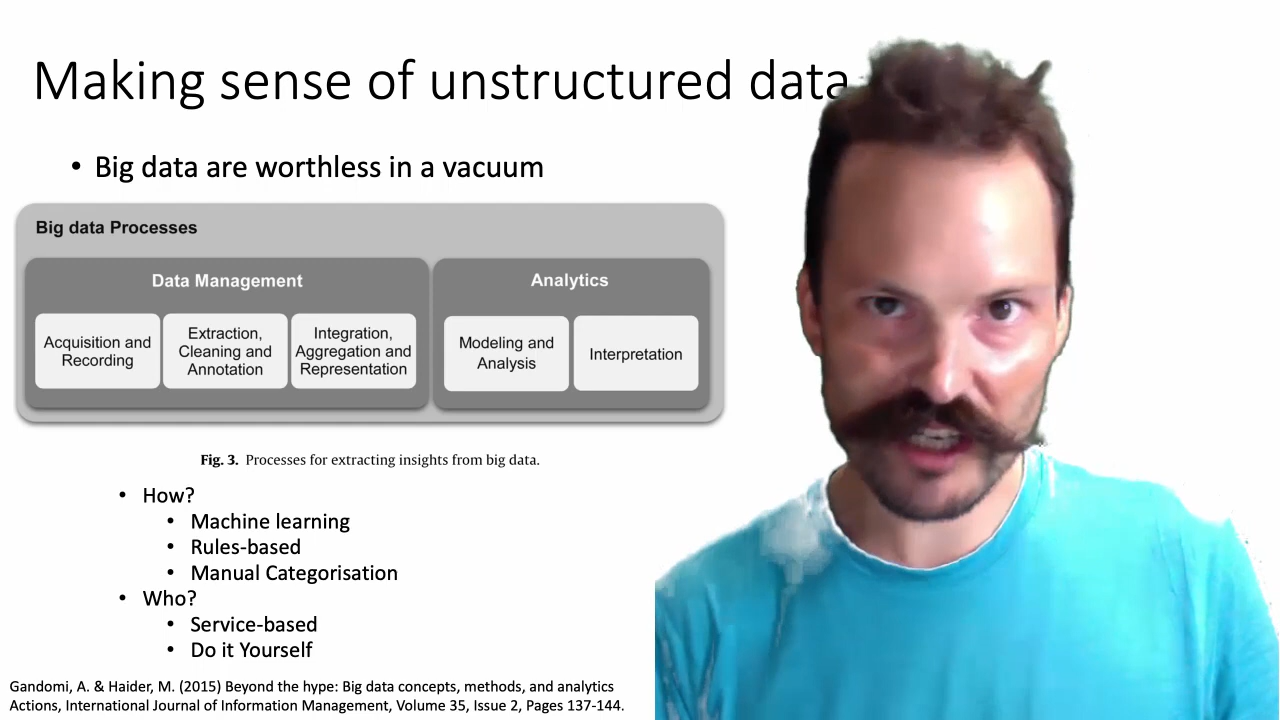 Making sense of unstructured data
• Big data are worthless in a vacuum
Big data Processes
Data Management
Acquisition and
Recording
Extraction,
Cleaning and
Annotation
Integration,
Aggregation and
Representation
Analytics
Modeling and
Analysis
Interpretation
Fig. 3. Processes for extracting insights from big data.
• How?
• Machine learning
• Rules-based
• Manual Categorisation
• Who?
• Service-based
• Do it Yourself
Gandomi, A. & Haider, M. (2015) Beyond the hype: Big data concepts, methods, and analytics
Actions, International Journal of Information Management, Volume 35, Issue 2, Pages 137-144.